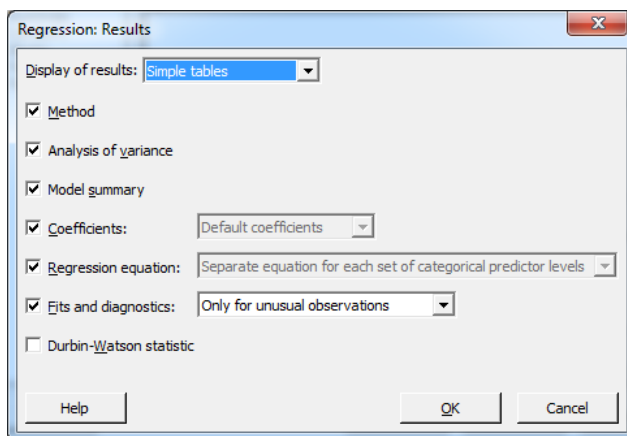 Regression: Results
Display of results: Simple tables
Method
Analysis of variance
Model summary
Coefficients: Default coefficients
Regression equation: Separate equation for each set of categorical predictor levels
Fits and diagnostics: Only for unusual observations
Durbin-Watson statistic
Help OK Cancel